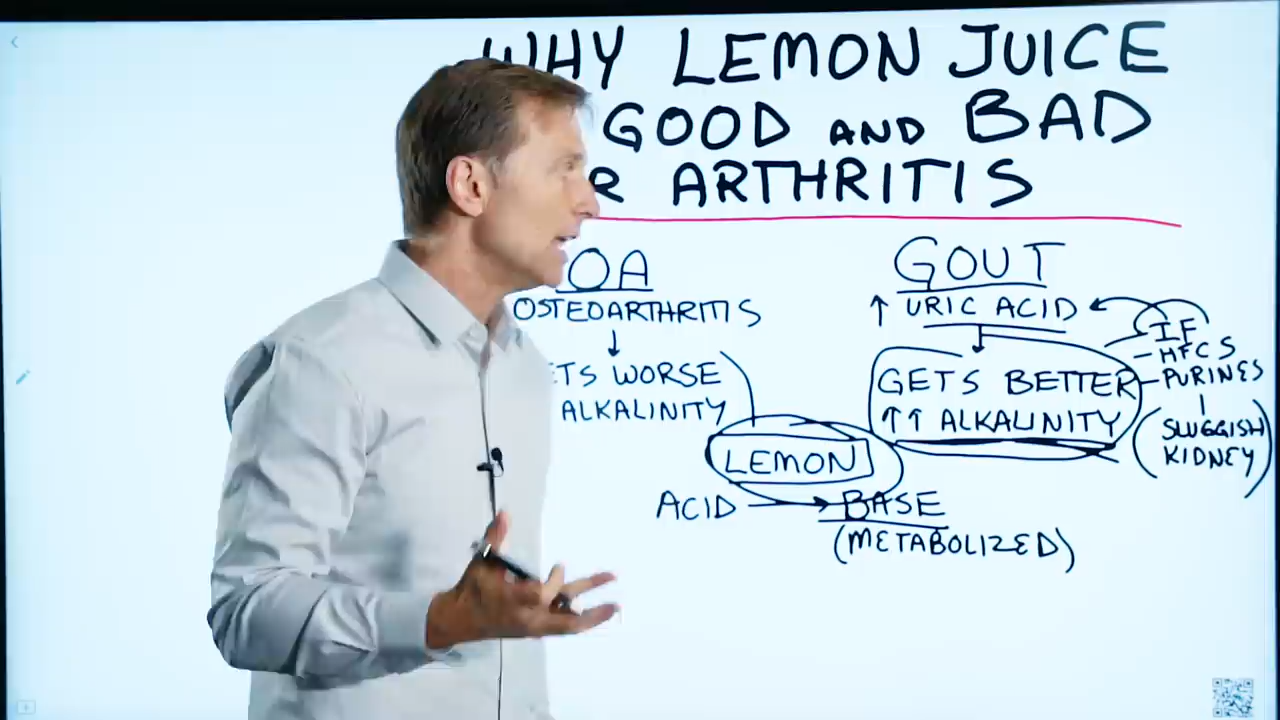 WHY LEMON JUICE
GOOD AND BAD
ARTHRITIS
OA
OSTEOARTHRITIS
↓
WORSE
ALKALINITY
GOUT
↑ URIC ACID
GETS BETTER
↑↑ ALKALINITY
IF
- HFCS
- PURINES
(SLUGGISH
KIDNEY)
LEMON
ACID → BASE
(METABOLIZED)